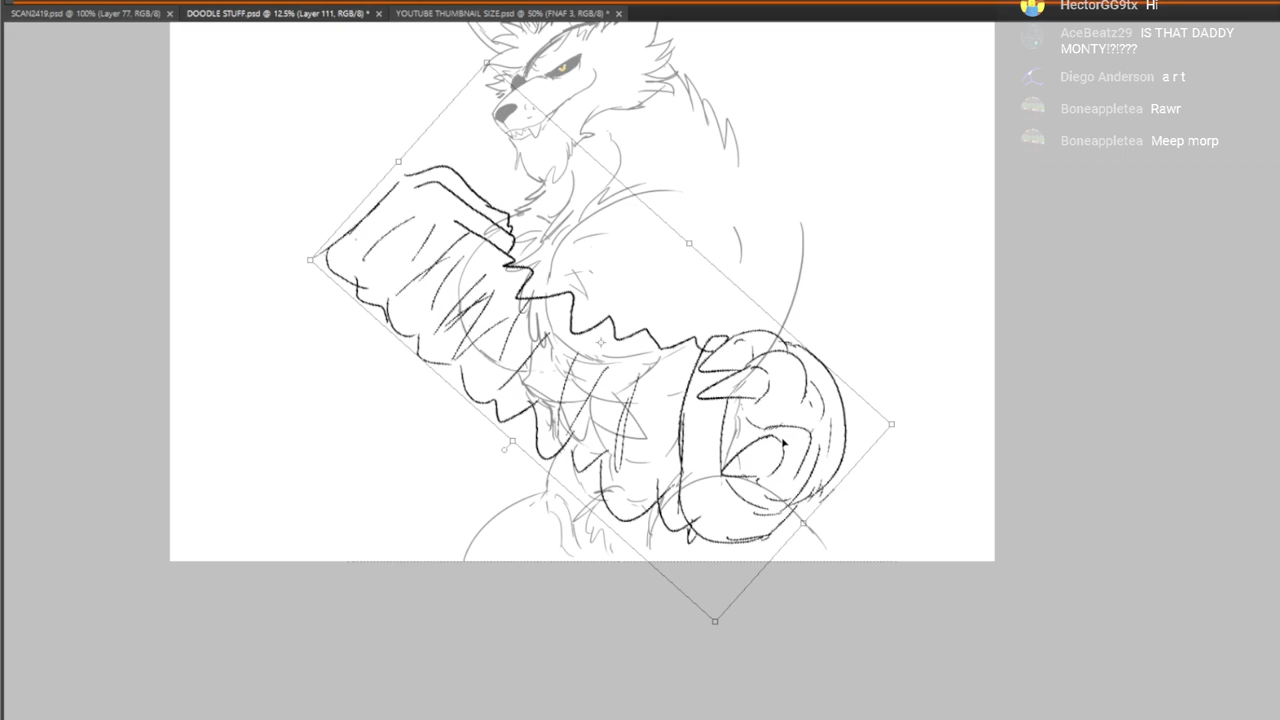 SCAN2419.psd @ 100% (Layer 77, RGB/8)
DOODLE STUFF.psd @ 12.5% (Layer 111, RGB/8) *
YOUTUBE THUMBNAIL SIZE.psd @ 50% (FNAF 3, RGB/8) *
HectorGG9tx Hi
AceBeatz29 IS THAT DADDY
MONTY!?!???
Diego Anderson a r t
Boneappletea Rawr
Boneappletea Meep morp